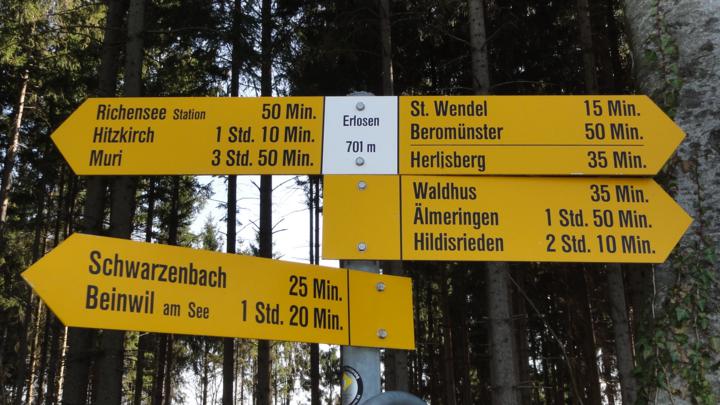 Richensee Station 50 Min.
Hitzkirch 1 Std. 10 Min.
Muri 3 Std. 50 Min.
Erlosen
701 m
St. Wendel 15 Min.
Beromünster 50 Min.
Herlisberg 35 Min.
Waldhus 35 Min.
Älmeringen 1 Std. 50 Min.
Hildisrieden 2 Std. 10 Min.
Schwarzenbach 25 Min.
Beinwil am See 1 Std. 20 Min.